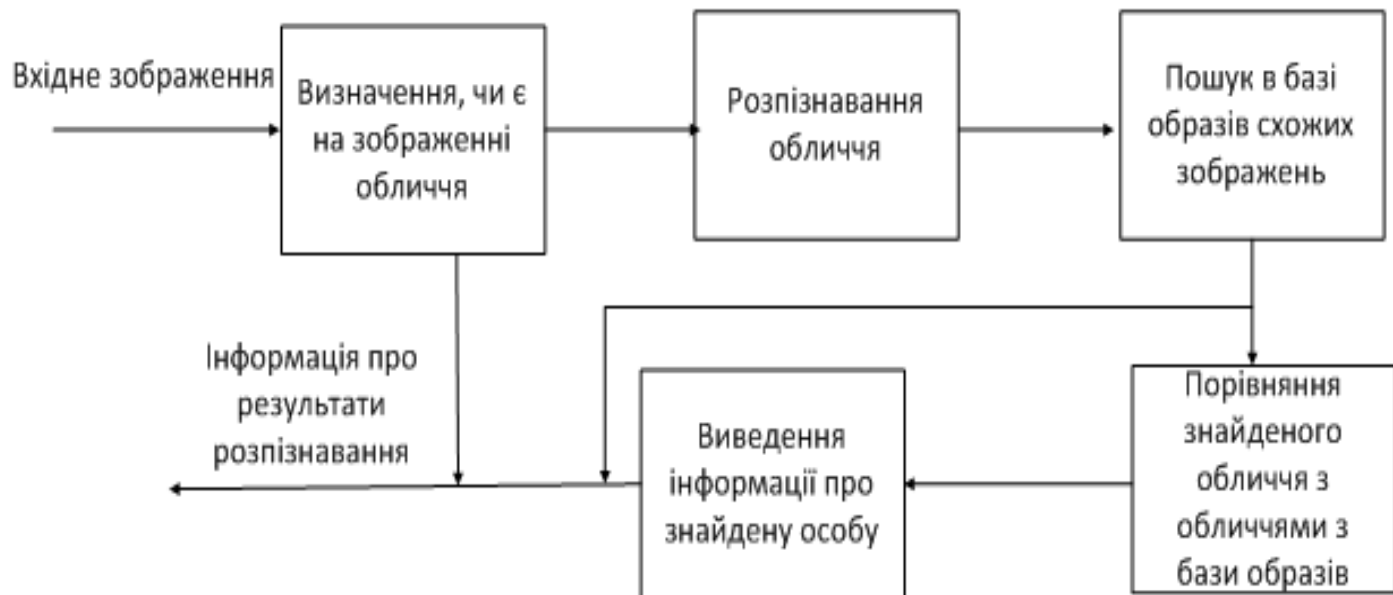 Вхідне зображення
Визначення, чи є
на зображенні
обличчя
Розпізнавання
обличчя
Пошук в базі
образів схожих
зображень
Інформація про
результати
розпізнавання
Виведення
інформації про
знайдену особу
Порівняння
знайденого
обличчя з
обличчями з
бази образів